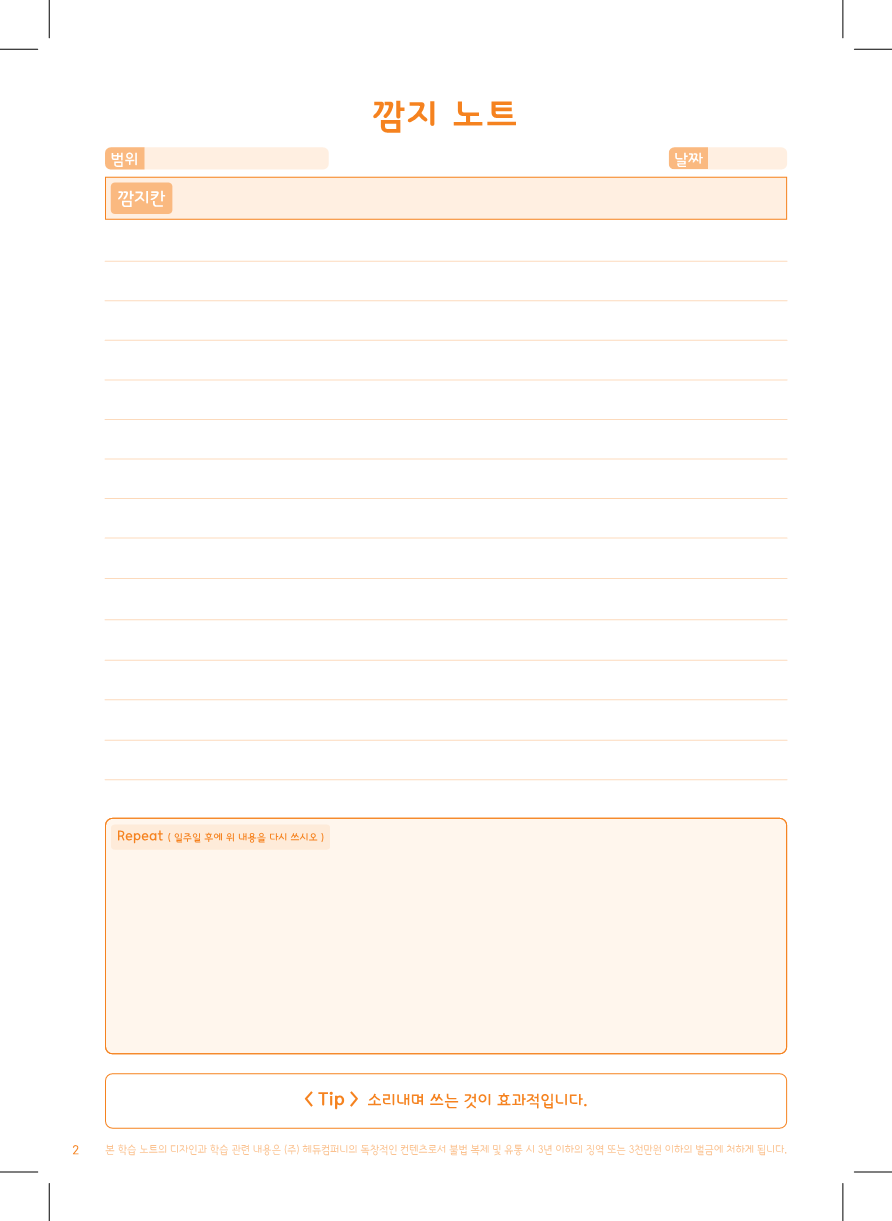 깜지 노트
범위
날짜
깜지칸
Repeat ( 일주일 후에 위 내용을 다시 쓰시오 )
< Tip > 소리내며 쓰는 것이 효과적입니다.
2 본 학습 노트의 디자인과 학습 관련 내용은 (주) 헤듀컴퍼니의 독창적인 컨텐츠로서 불법 복제 및 유통 시 3년 이하의 징역 또는 3천만원 이하의 벌금에 처하게 됩니다.